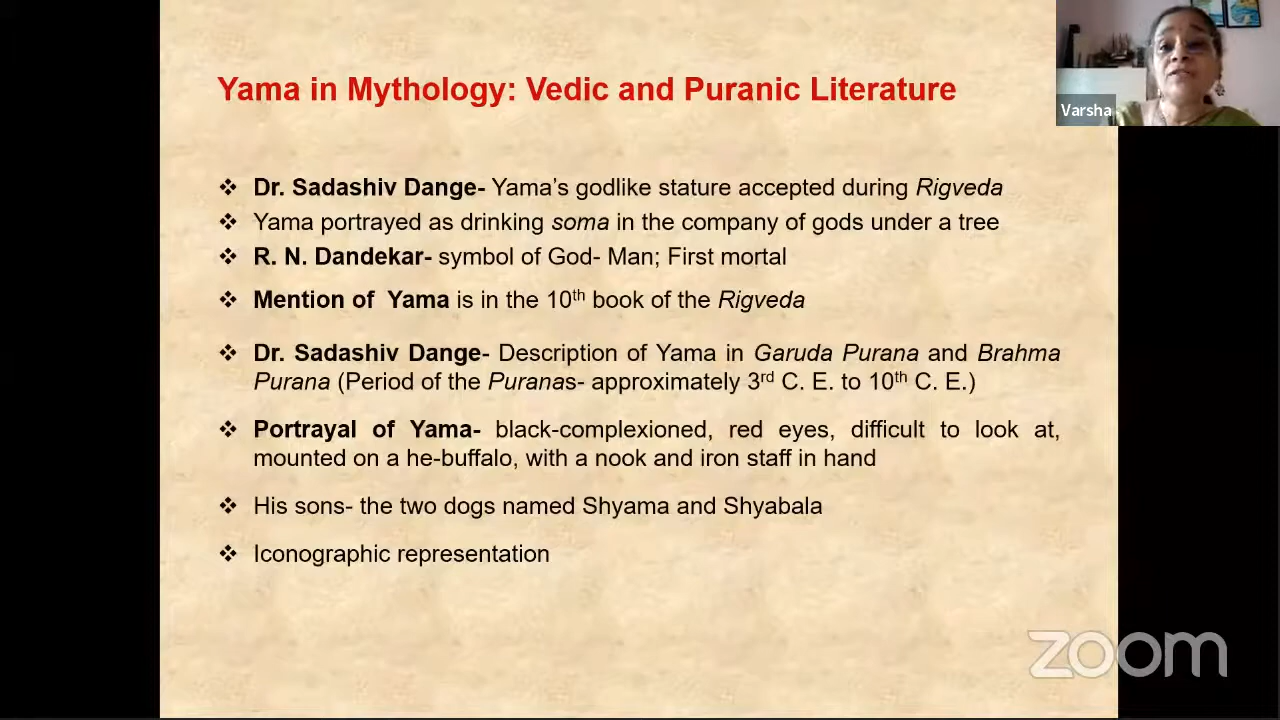 Yama in Mythology: Vedic and Puranic Literature
Varsha
❖ Dr. Sadashiv Dange- Yama's godlike stature accepted during Rigveda
❖ Yama portrayed as drinking soma in the company of gods under a tree
❖ R. N. Dandekar- symbol of God- Man; First mortal
❖ Mention of Yama is in the 10th book of the Rigveda
❖ Dr. Sadashiv Dange- Description of Yama in Garuda Purana and Brahma
Purana (Period of the Puranas- approximately 3rd C. E. to 10th C. E.)
❖ Portrayal of Yama- black-complexioned, red eyes, difficult to look at,
mounted on a he-buffalo, with a nook and iron staff in hand
❖ His sons- the two dogs named Shyama and Shyabala
❖ Iconographic representation
zoom